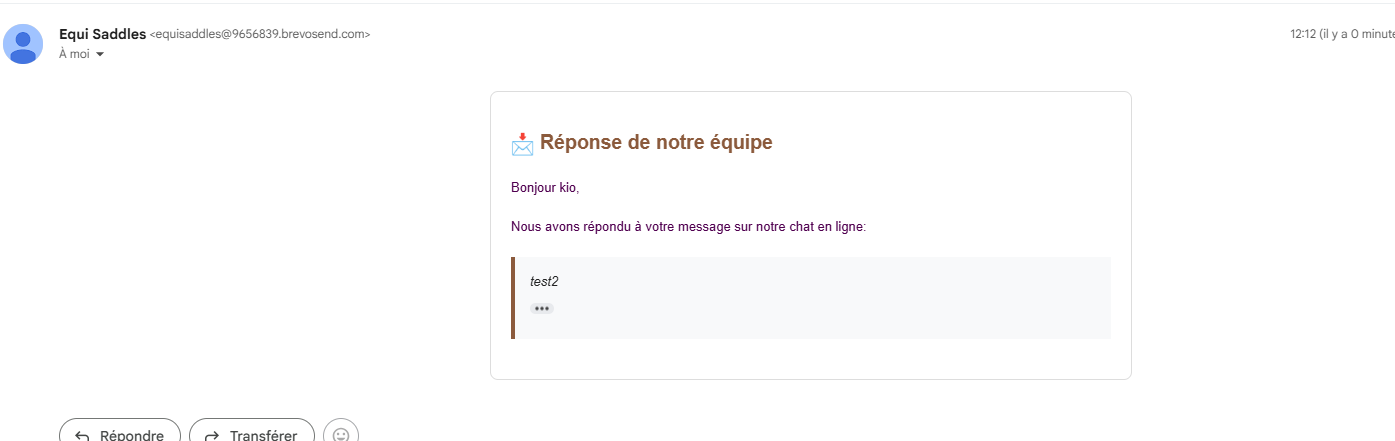 Equi Saddles <equisaddles@9656839.brevosend.com>
12:12 (il y a 0 minute
À moi
Réponse de notre équipe
Bonjour kio,
Nous avons répondu à votre message sur notre chat en ligne:
test2
Répondre
Transférer